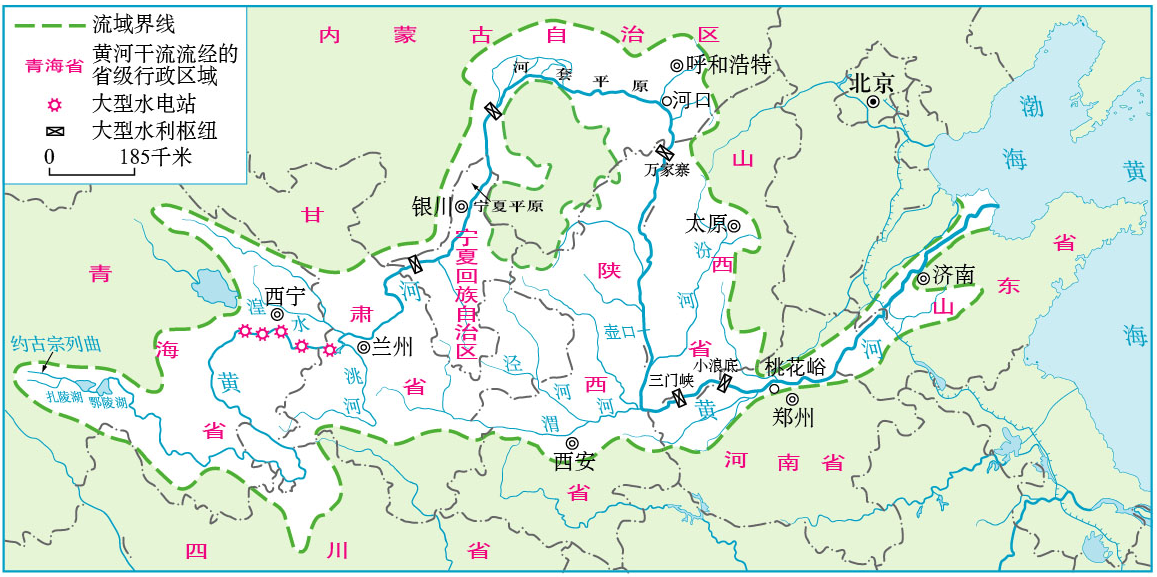 流域界线
青海省 黄河干流流经的
省级行政区域
大型水电站
大型水利枢纽
0 185千米
内蒙古自治区
河套平原
呼和浩特
河口
北京
渤海
黄海
万家寨
山西省
太原
汾河
银川
宁夏平原
宁夏回族自治区
甘肃省
青海省
西宁
湟水
兰州
洮河
黄河
约古宗列曲
扎陵湖
鄂陵湖
陕西省
壶口
泾河
渭河
西安
三门峡
小浪底
桃花峪
郑州
黄河
济南
山东省
河南省
四川省